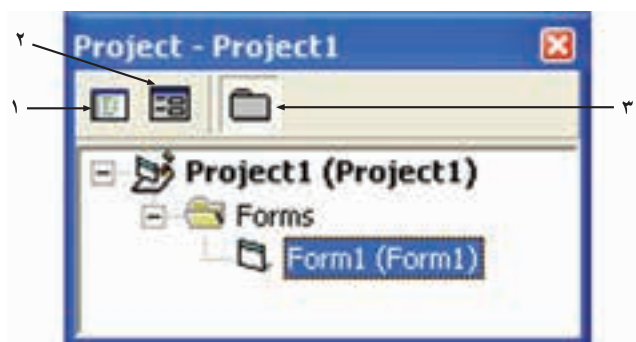 Project - Project1
۲
۱
۳
Project1 (Project1)
Forms
Form1 (Form1)